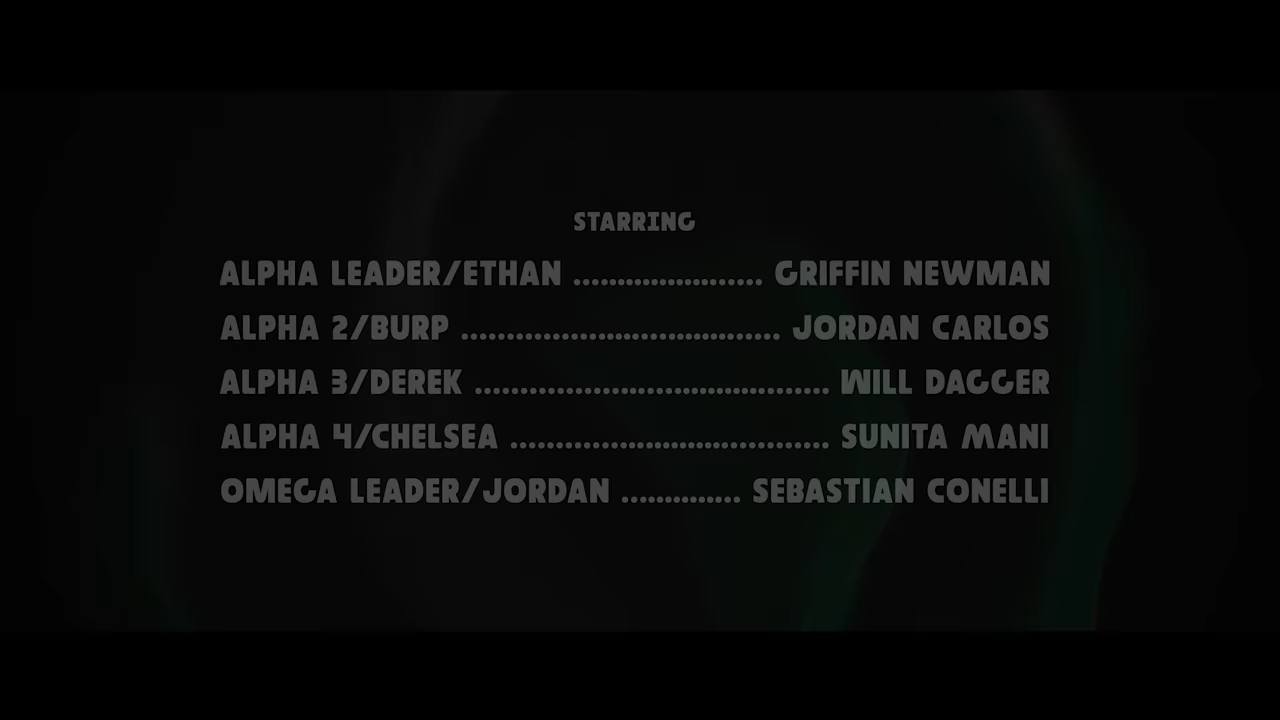 STARRING
ALPHA LEADER/ETHAN ..................... GRIFFIN NEWMAN
ALPHA 2/BURP ................................... JORDAN CARLOS
ALPHA 3/DEREK ....................................... WILL DAGGER
ALPHA 4/CHELSEA ................................... SUNITA MANI
OMEGA LEADER/JORDAN ............. SEBASTIAN CONELLI